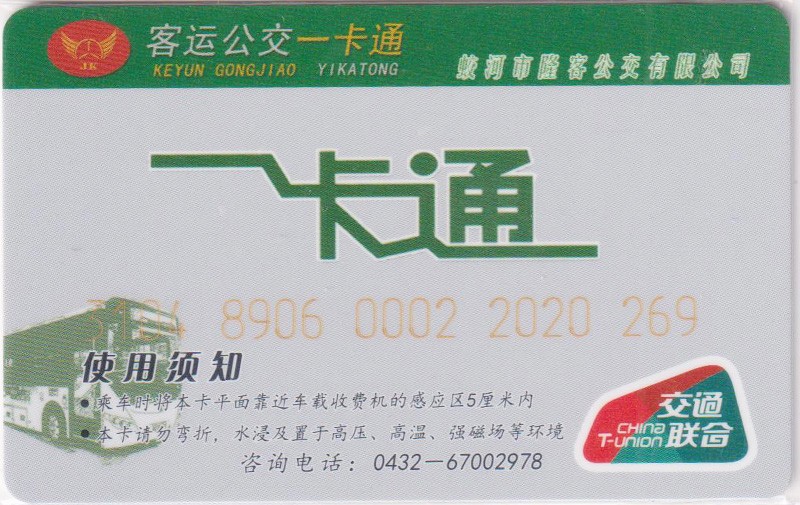 JK
客运公交一卡通
KEYUN GONGJIAO YIKATONG
蛟河市隆客公交有限公司
一卡通
3104 8906 0002 2020 269
使用须知
•乘车时将本卡平面靠近车载收费机的感应区5厘米内
•本卡请勿弯折，水浸及置于高压、高温、强磁场等环境
咨询电话：0432－67002978
交通
联合
CHINA
T-UNION